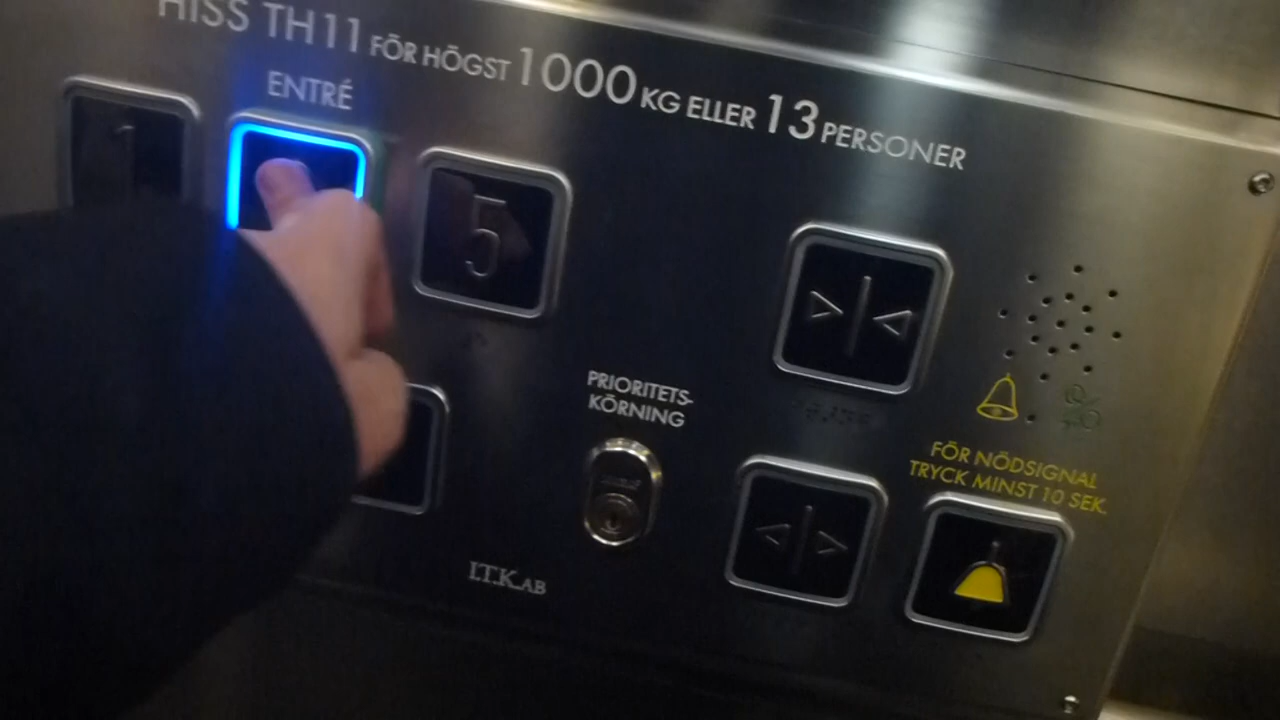 HISS TH11 FÖR HÖGST 1000 KG ELLER 13 PERSONER
ENTRÉ
1
5
PRIORITETS-
KÖRNING
FÖR NÖDSIGNAL
TRYCK MINST 10 SEK.
I.T.K. AB